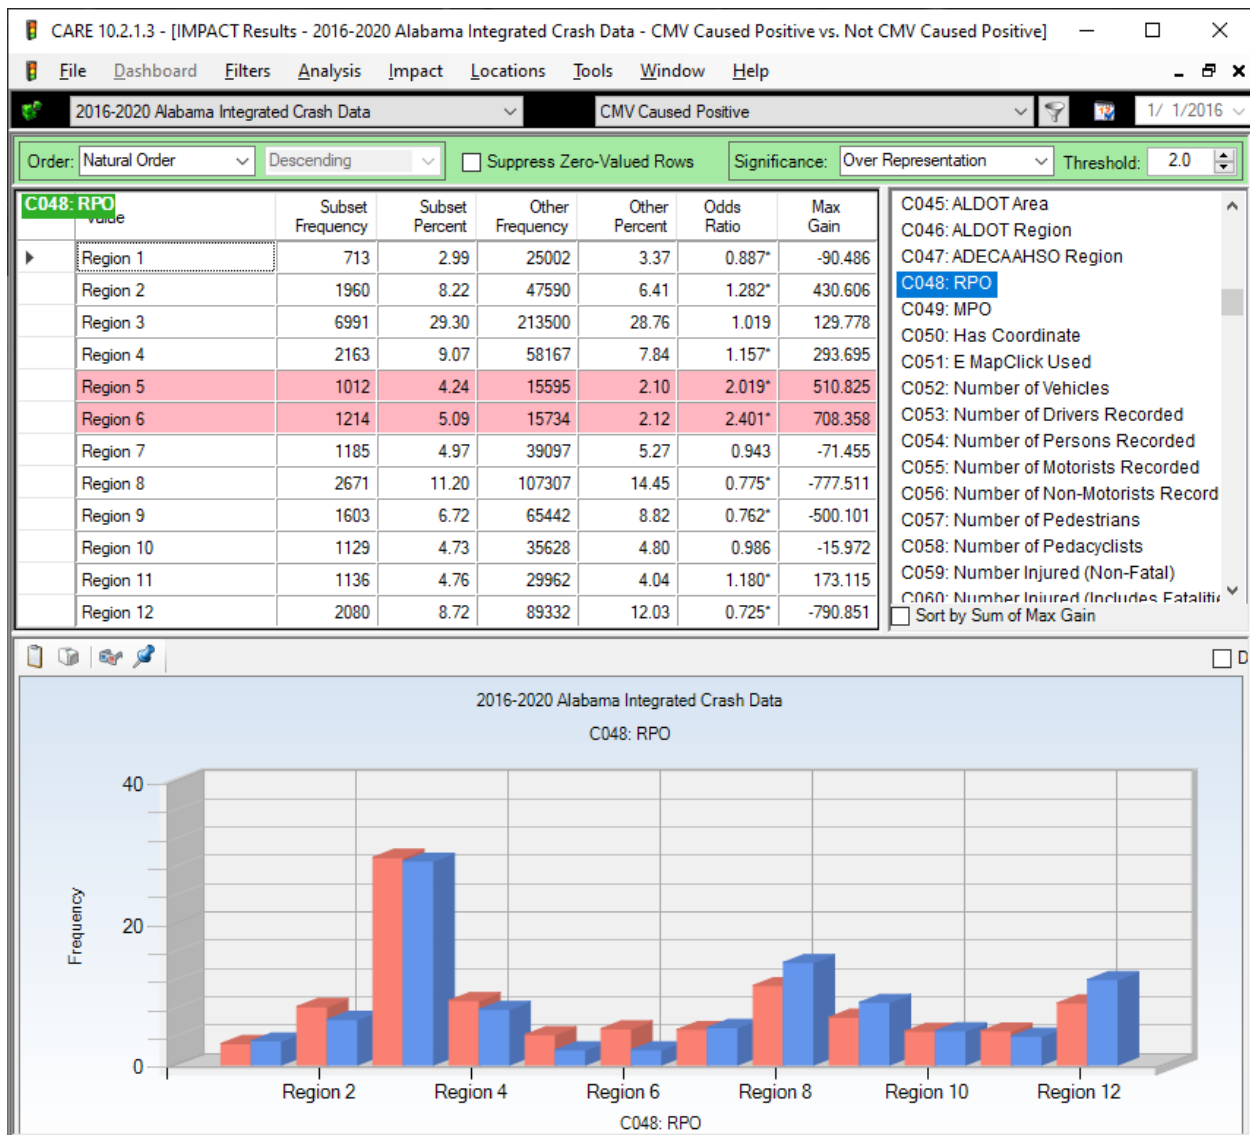 CARE 10.2.1.3 - [IMPACT Results - 2016-2020 Alabama Integrated Crash Data - CMV Caused Positive vs. Not CMV Caused Positive]
File Dashboard Filters Analysis Impact Locations Tools Window Help
2016-2020 Alabama Integrated Crash Data CMV Caused Positive 1/ 1/2016
Order: Natural Order Descending Suppress Zero-Valued Rows Significance: Over Representation Threshold: 2.0
C048: RPO Subset Frequency Subset Percent Other Frequency Other Percent Odds Ratio Max Gain
Region 1 713 2.99 25002 3.37 0.887* -90.486
Region 2 1960 8.22 47590 6.41 1.282* 430.606
Region 3 6991 29.30 213500 28.76 1.019 129.778
Region 4 2163 9.07 58167 7.84 1.157* 293.695
Region 5 1012 4.24 15595 2.10 2.019* 510.825
Region 6 1214 5.09 15734 2.12 2.401* 708.358
Region 7 1185 4.97 39097 5.27 0.943 -71.455
Region 8 2671 11.20 107307 14.45 0.775* -777.511
Region 9 1603 6.72 65442 8.82 0.762* -500.101
Region 10 1129 4.73 35628 4.80 0.986 -15.972
Region 11 1136 4.76 29962 4.04 1.180* 173.115
Region 12 2080 8.72 89332 12.03 0.725* -790.851
C045: ALDOT Area
C046: ALDOT Region
C047: ADECAAHSO Region
C048: RPO
C049: MPO
C050: Has Coordinate
C051: E MapClick Used
C052: Number of Vehicles
C053: Number of Drivers Recorded
C054: Number of Persons Recorded
C055: Number of Motorists Recorded
C056: Number of Non-Motorists Record
C057: Number of Pedestrians
C058: Number of Pedacyclists
C059: Number Injured (Non-Fatal)
C060: Number Injured (Includes Fatalitie
Sort by Sum of Max Gain
D
2016-2020 Alabama Integrated Crash Data
C048: RPO
40
20
0
Frequency
Region 2 Region 4 Region 6 Region 8 Region 10 Region 12
C048: RPO